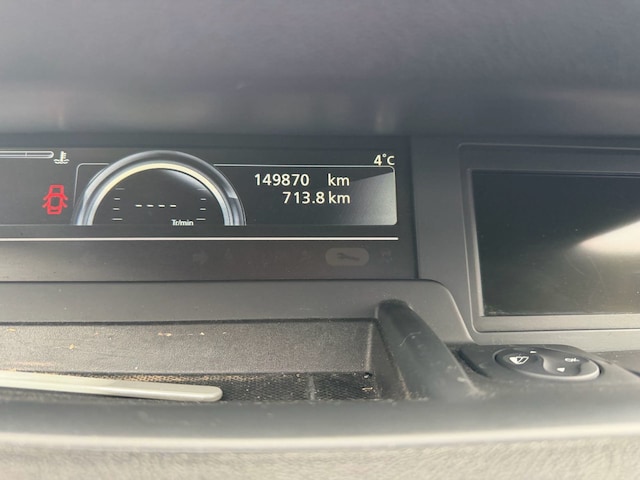 4°C
149870 km
713.8 km
----
Tr/min